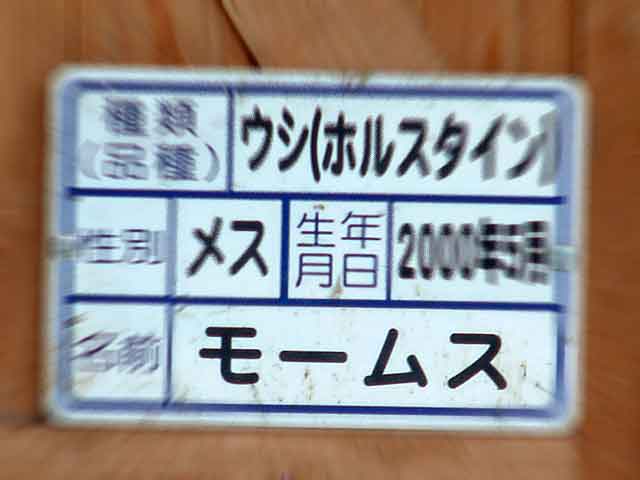 種類
(品種)
ウシ(ホルスタイン)
性別
メス
生年
月日
2000年5月
名前
モームス